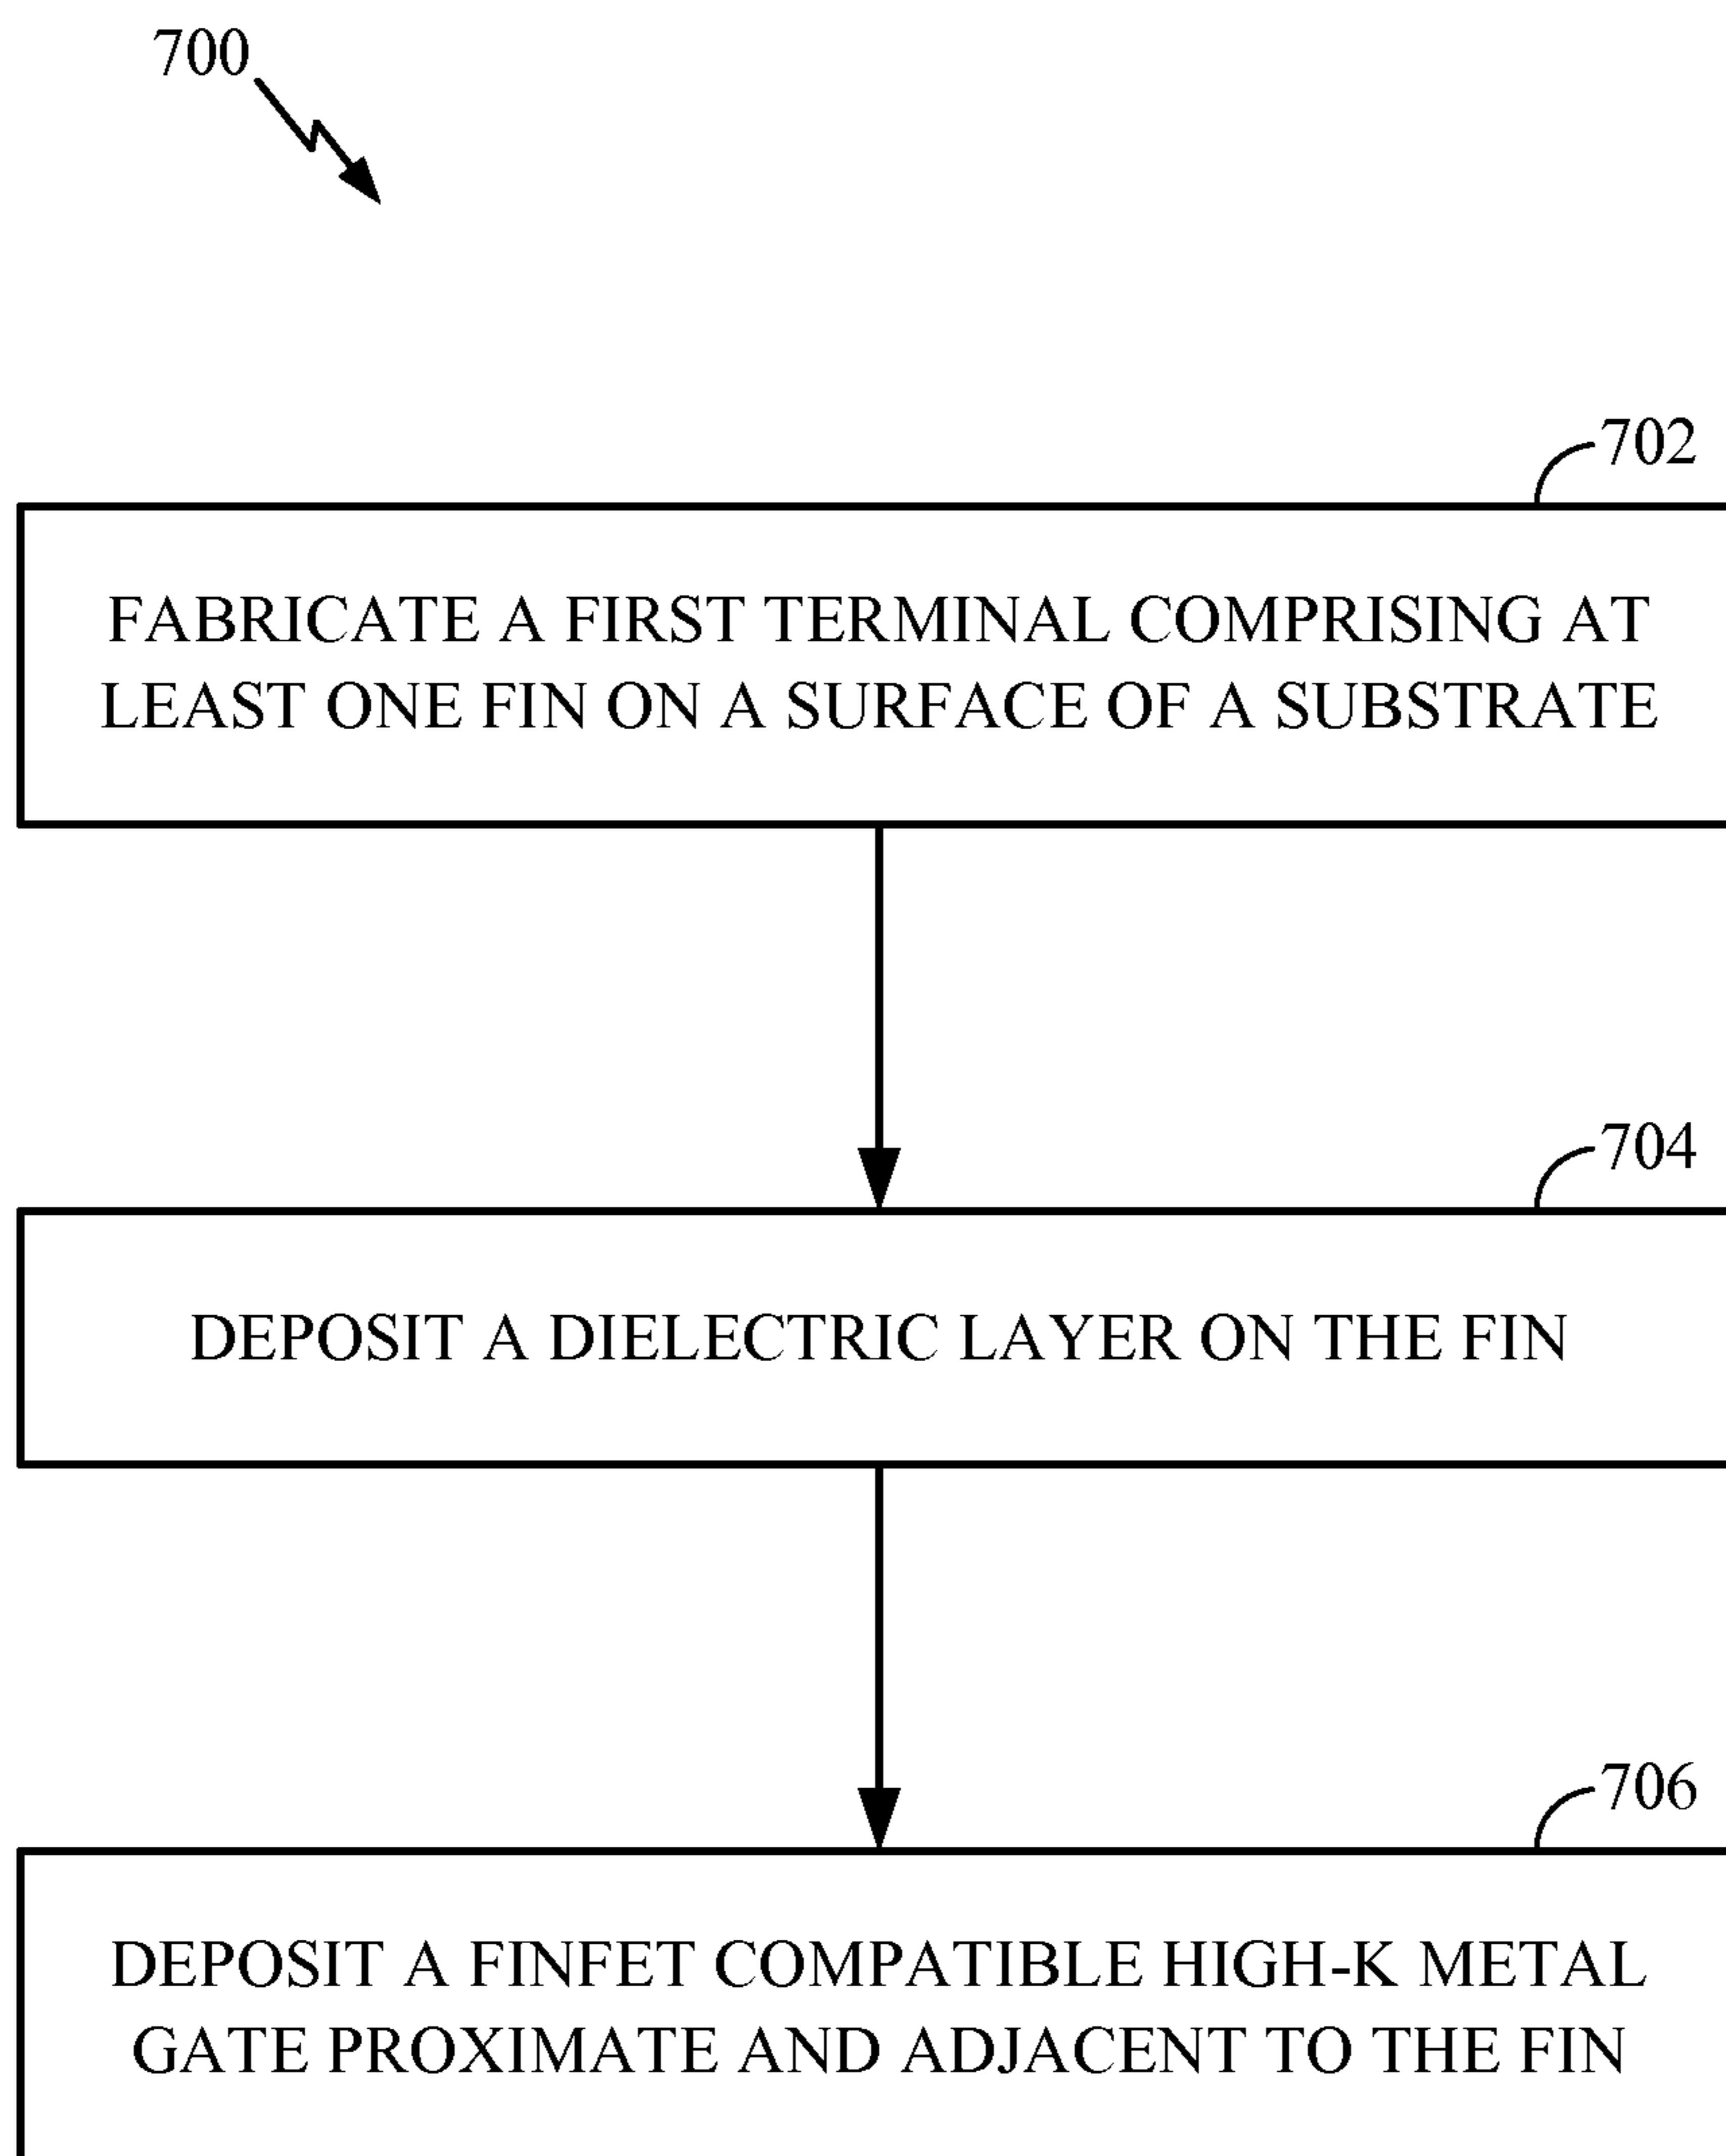 700
702
FABRICATE A FIRST TERMINAL COMPRISING AT
LEAST ONE FIN ON A SURFACE OF A SUBSTRATE
704
DEPOSIT A DIELECTRIC LAYER ON THE FIN
706
DEPOSIT A FINFET COMPATIBLE HIGH-K METAL
GATE PROXIMATE AND ADJACENT TO THE FIN